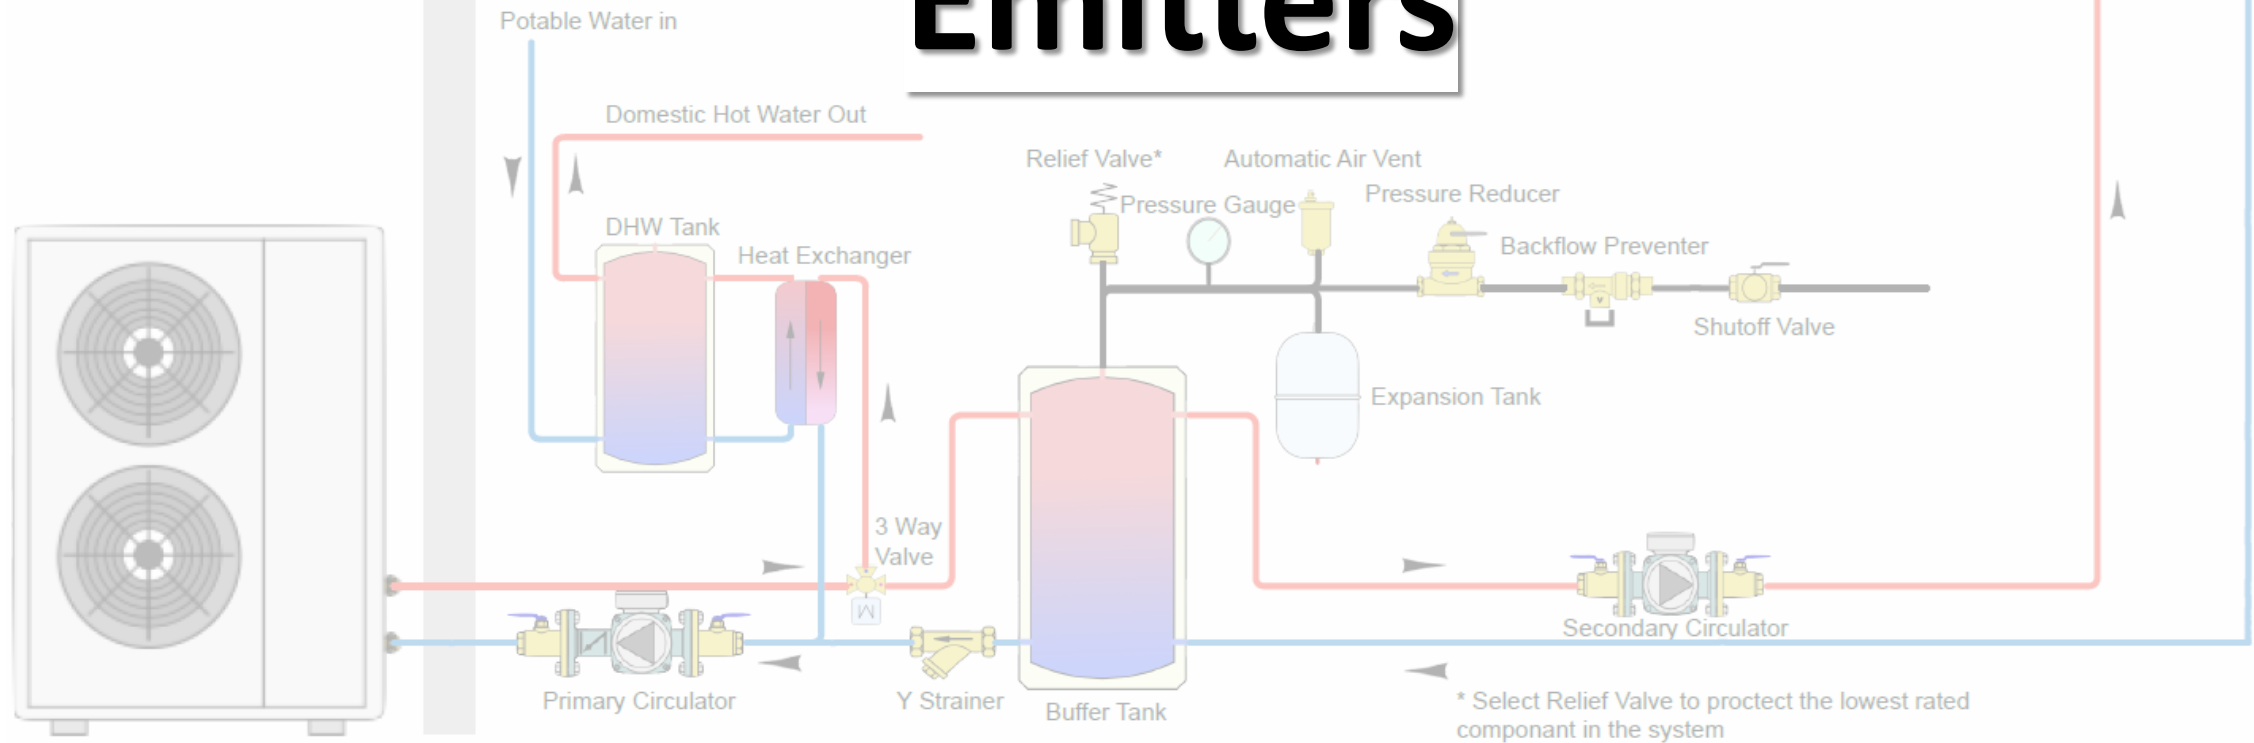 Emitters
Potable Water in
Domestic Hot Water Out
Relief Valve*
Automatic Air Vent
Pressure Gauge
Pressure Reducer
DHW Tank
Heat Exchanger
Backflow Preventer
Shutoff Valve
Expansion Tank
3 Way
Valve
M
Secondary Circulator
Primary Circulator
Y Strainer
Buffer Tank
* Select Relief Valve to proctect the lowest rated
componant in the system